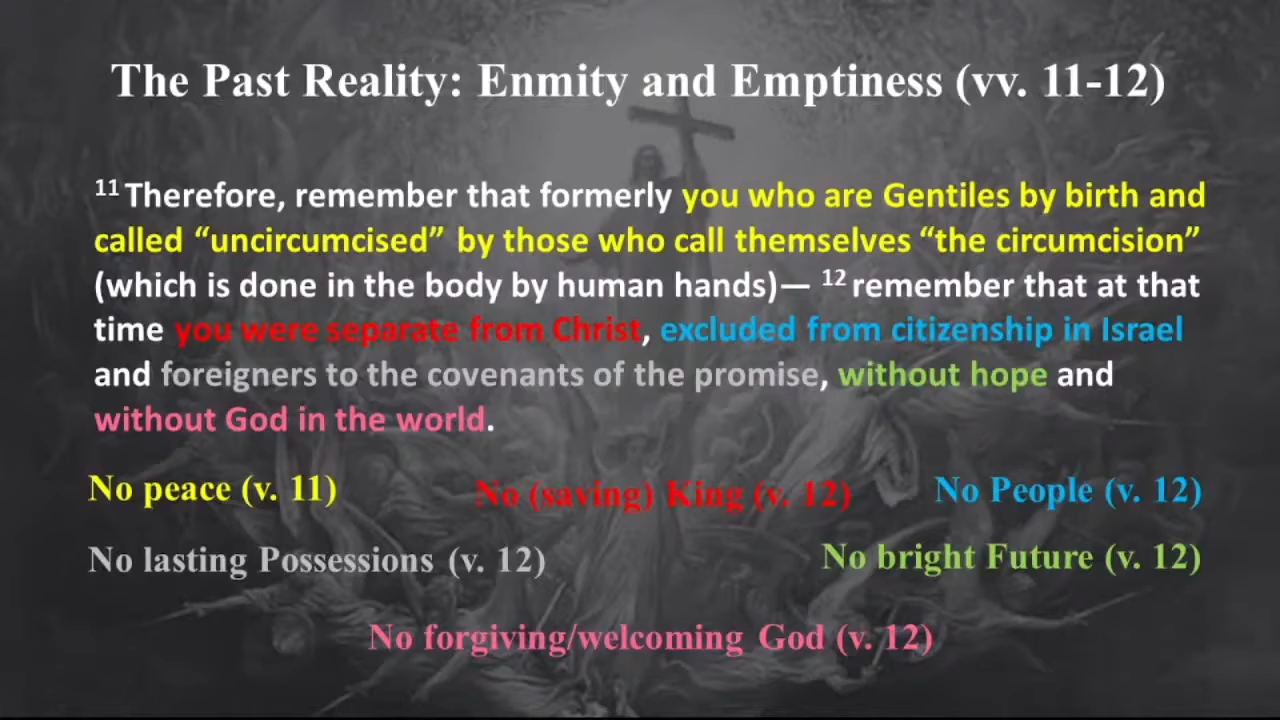 The Past Reality: Enmity and Emptiness (vv. 11-12)
11 Therefore, remember that formerly you who are Gentiles by birth and
called “uncircumcised” by those who call themselves “the circumcision”
(which is done in the body by human hands)— 12 remember that at that
time you were separate from Christ, excluded from citizenship in Israel
and foreigners to the covenants of the promise, without hope and
without God in the world.
No peace (v. 11)
No (saving) King (v. 12)
No People (v. 12)
No lasting Possessions (v. 12)
No bright Future (v. 12)
No forgiving/welcoming God (v. 12)